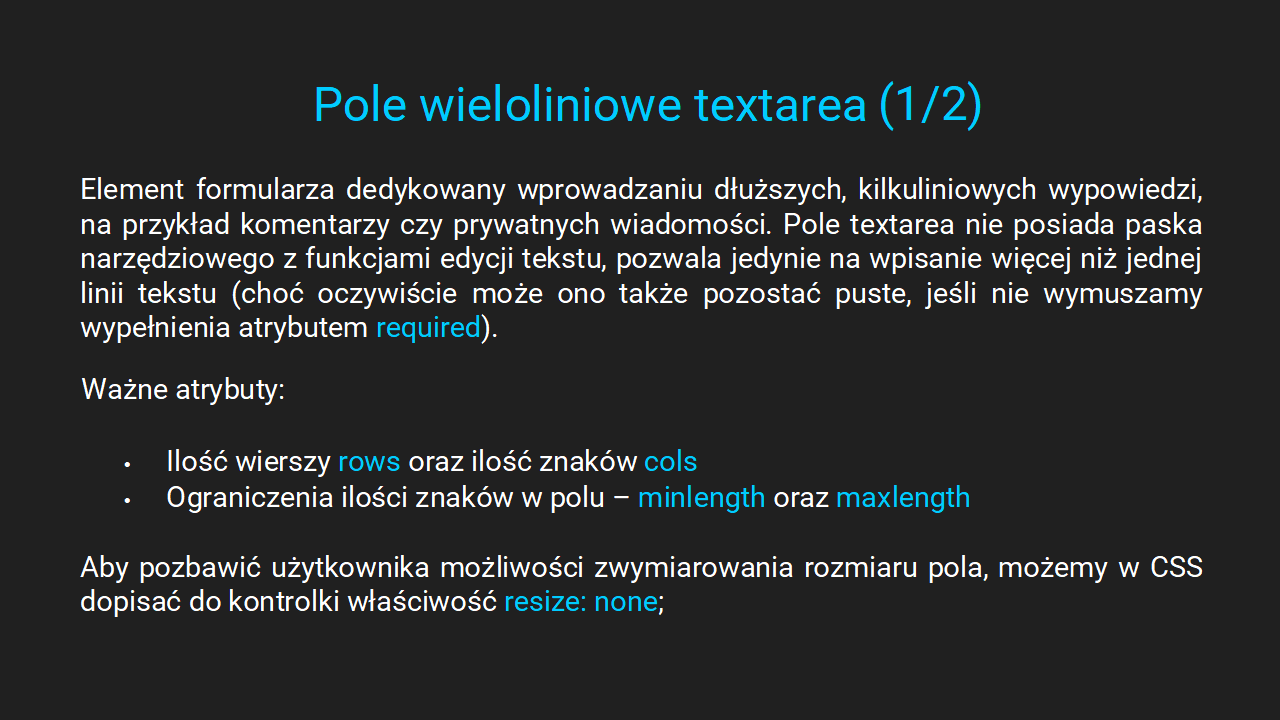 Pole wieloliniowe textarea (1/2)
Element formularza dedykowany wprowadzaniu dłuższych, kilkuliniowych wypowiedzi,
na przykład komentarzy czy prywatnych wiadomości. Pole textarea nie posiada paska
narzędziowego z funkcjami edycji tekstu, pozwala jedynie na wpisanie więcej niż jednej
linii tekstu (choć oczywiście może ono także pozostać puste, jeśli nie wymuszamy
wypełnienia atrybutem required).
Ważne atrybuty:
• Ilość wierszy rows oraz ilość znaków cols
• Ograniczenia ilości znaków w polu – minlength oraz maxlength
Aby pozbawić użytkownika możliwości zwymiarowania rozmiaru pola, możemy w CSS
dopisać do kontrolki właściwość resize: none;